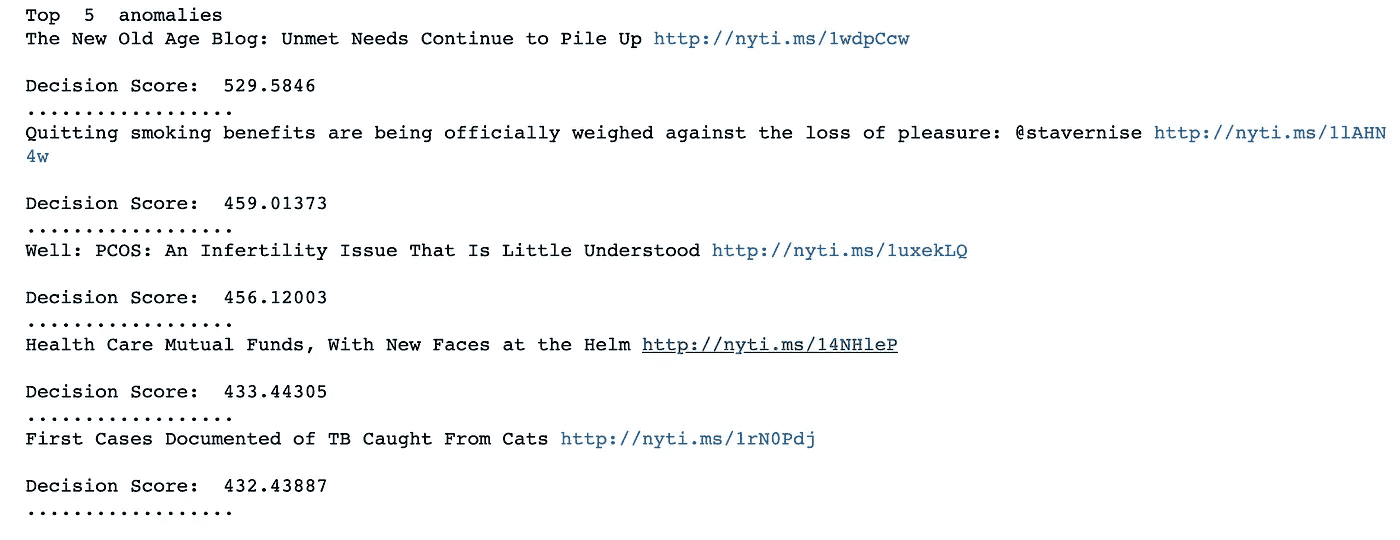 Top  5  anomalies
The New Old Age Blog: Unmet Needs Continue to Pile Up http://nyti.ms/1wdpCcw
Decision Score:  529.5846
..................
Quitting smoking benefits are being officially weighed against the loss of pleasure: @stavernise http://nyti.ms/1lAHN
4w
Decision Score:  459.01373
..................
Well: PCOS: An Infertility Issue That Is Little Understood http://nyti.ms/1uxekLQ
Decision Score:  456.12003
..................
Health Care Mutual Funds, With New Faces at the Helm http://nyti.ms/14NHleP
Decision Score:  433.44305
..................
First Cases Documented of TB Caught From Cats http://nyti.ms/1rN0Pdj
Decision Score:  432.43887
..................